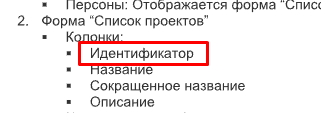 ▪ Персоны: Отображается форма “Списо
2. Форма “Список проектов”
▪ Колонки:
▪ Идентификатор
▪ Название
▪ Сокращенное название
▪ Описание